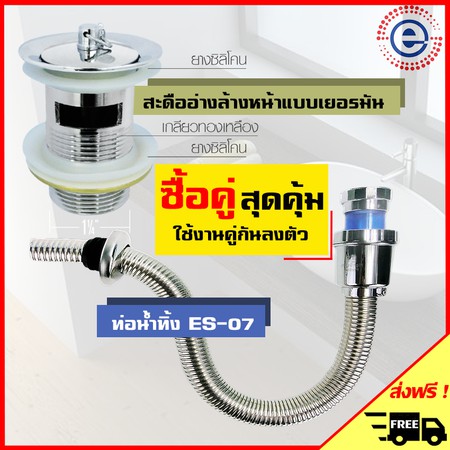 e
ยางซิลิโคน
สะดืออ่างล้างหน้าแบบเยอรมัน
เกลียวทองเหลือง
ยางซิลิโคน
1¼"
ซื้อคู่ สุดคุ้ม
ใช้งานคู่กันลงตัว
ท่อน้ำทิ้ง ES-07
ส่งฟรี !
FREE